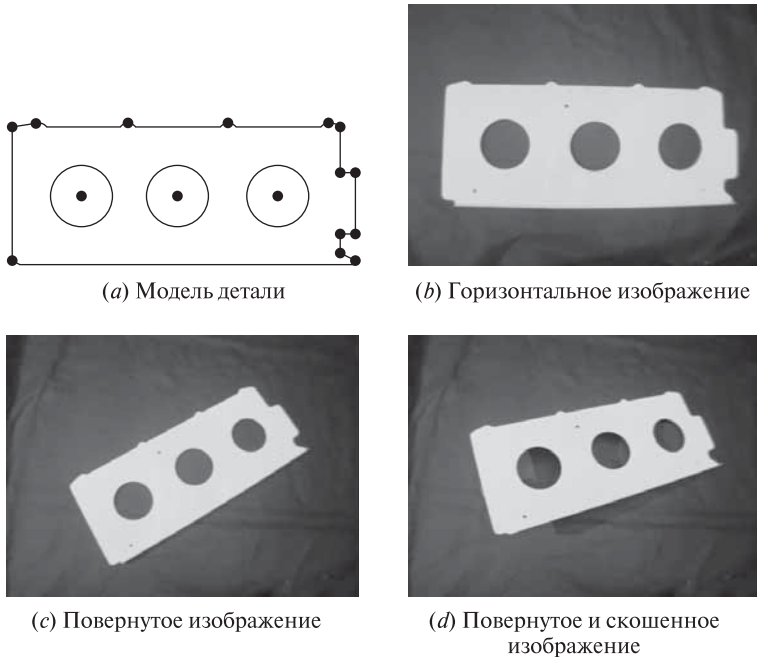 (a) Модель детали
(b) Горизонтальное изображение
(c) Повернутое изображение
(d) Повернутое и скошенное
изображение